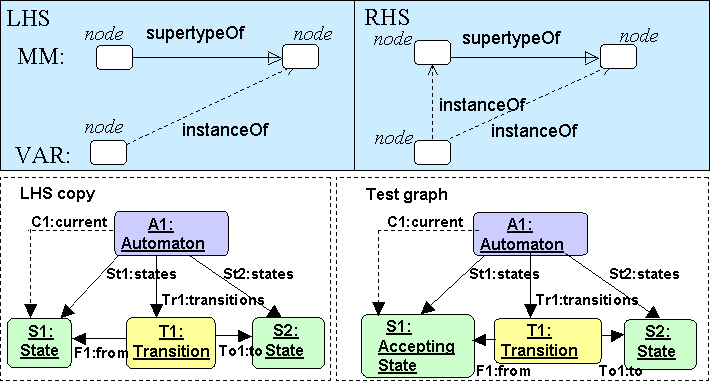 LHS
node
supertypeOf
node
MM:
node
instanceOf
VAR:
RHS
node
supertypeOf
node
instanceOf
node
instanceOf
LHS copy
C1:current
A1:
Automaton
St1:states
St2:states
Tr1:transitions
S1:
State
F1:from
T1:
Transition
To1:to
S2:
State
Test graph
C1:current
A1:
Automaton
St1:states
St2:states
Tr1:transitions
S1:
Accepting
State
F1:from
T1:
Transition
To1:to
S2:
State